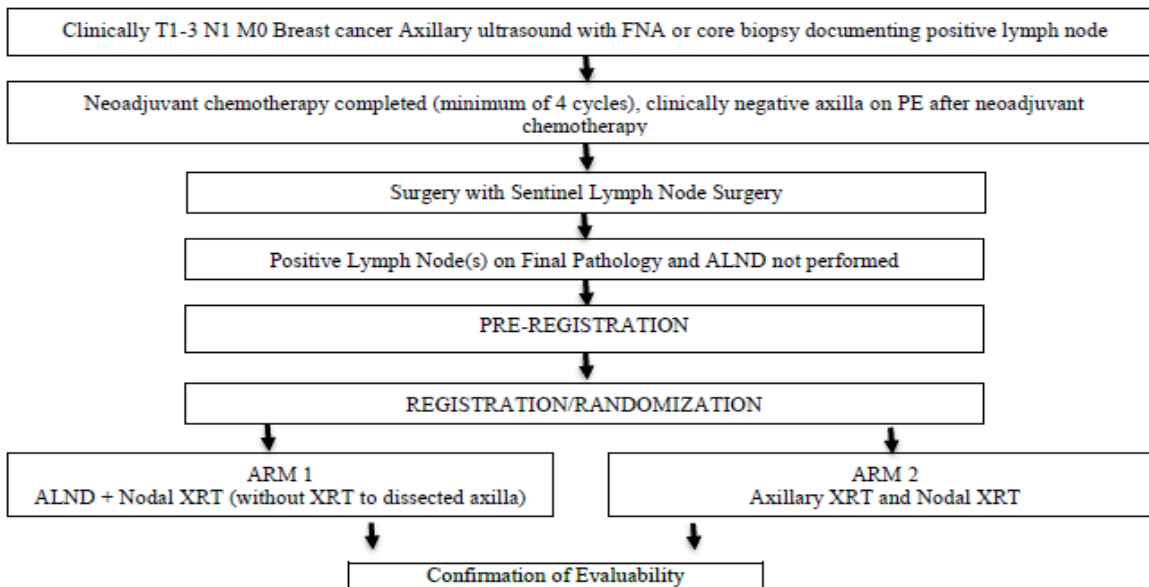 Clinically T1-3 N1 M0 Breast cancer Axillary ultrasound with FNA or core biopsy documenting positive lymph node
Neoadjuvant chemotherapy completed (minimum of 4 cycles), clinically negative axilla on PE after neoadjuvant
chemotherapy
Surgery with Sentinel Lymph Node Surgery
Positive Lymph Node(s) on Final Pathology and ALND not performed
PRE-REGISTRATION
REGISTRATION/RANDOMIZATION
ARM 1
ALND + Nodal XRT (without XRT to dissected axilla)
ARM 2
Axillary XRT and Nodal XRT
Confirmation of Evaluability